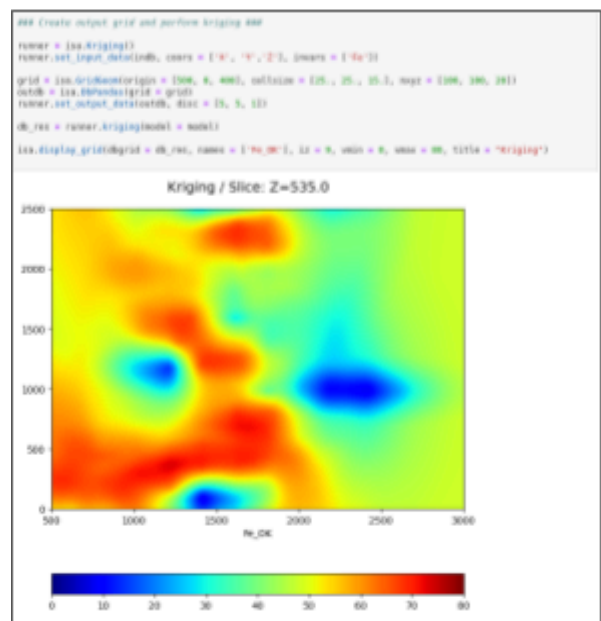 ### Create output grid and perform kriging ###
runner = isa.Kriging()
runner.set_input_data(indb, coors = ['X', 'Y','Z'], invars = ['Fe'])
grid = isa.GridGeom(origin = [500, 0, 400], cellsize = [25., 25., 15.], nxyz = [100, 100, 20])
outdb = isa.DbPandas(grid = grid)
runner.set_output_data(outdb, disc = [5, 5, 1])
db_res = runner.kriging(model = model)
isa.display_grid(dbgrid = db_res, names = ['Fe_OK'], iz = 9, vmin = 0, vmax = 80, title = "Kriging")
Kriging / Slice: Z=535.0
2500
2000
1500
1000
500
0
500 1000 1500 2000 2500 3000
Fe_OK
0 10 20 30 40 50 60 70 80